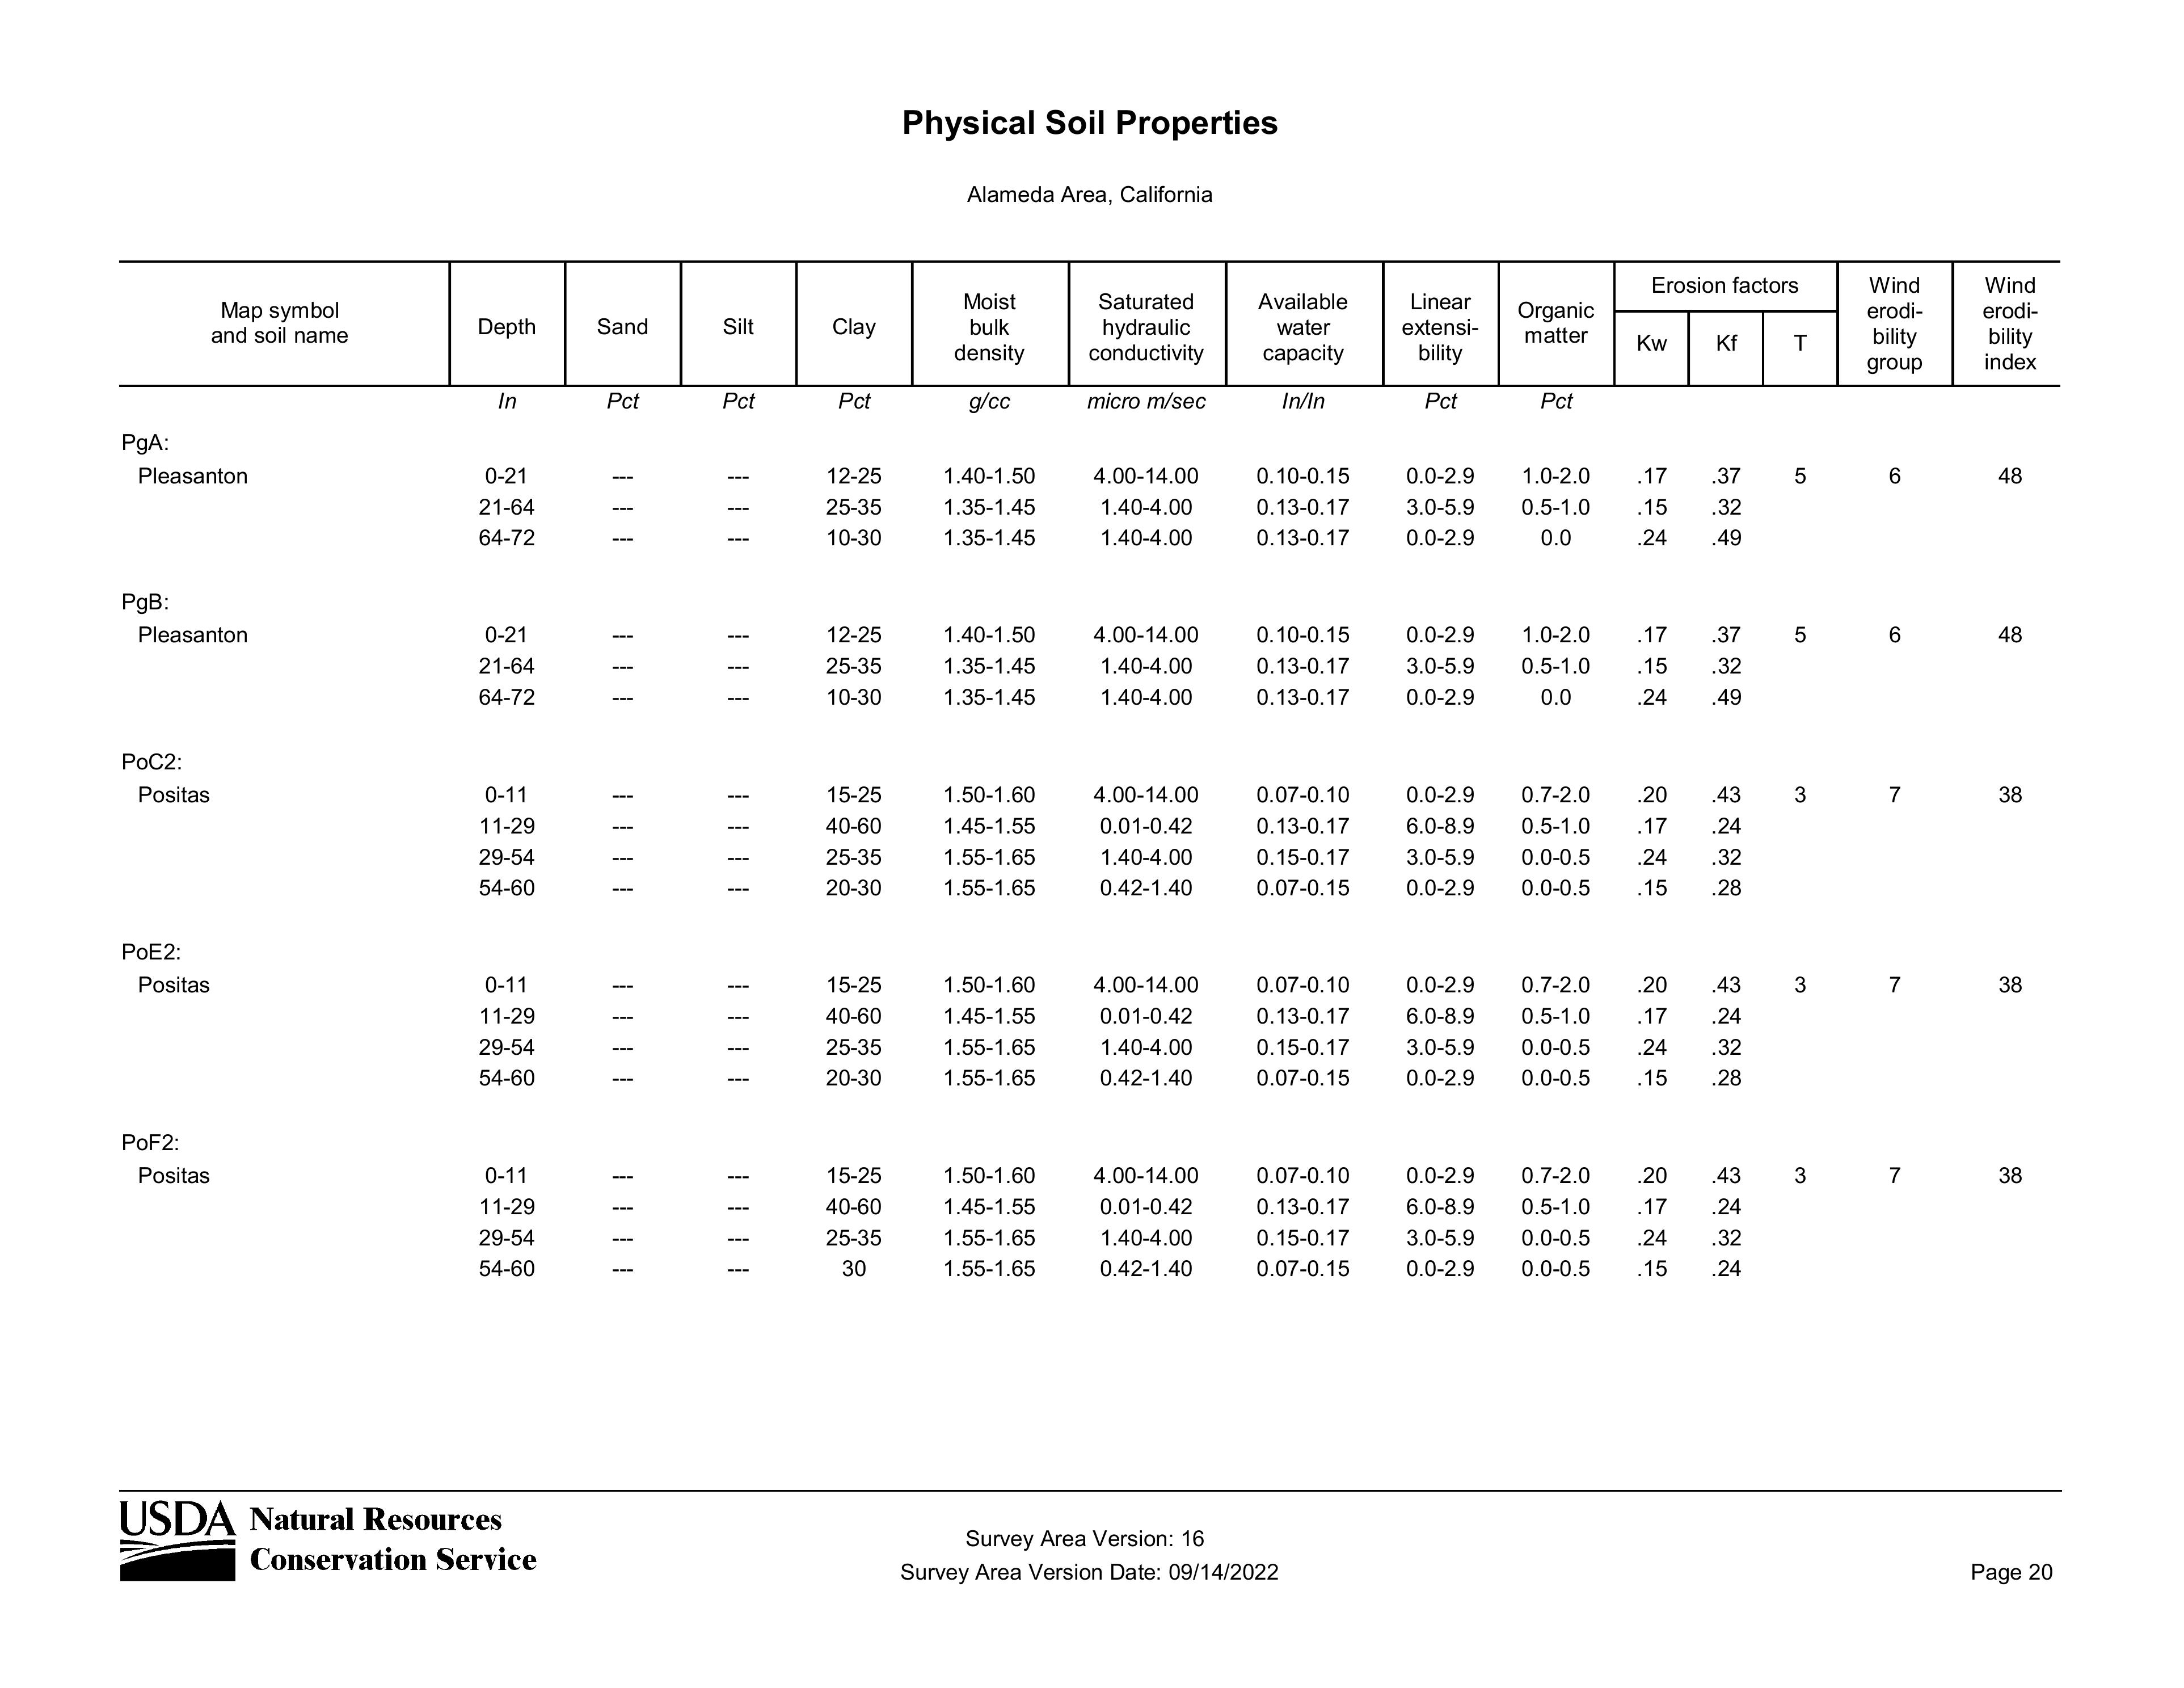 Physical Soil Properties
Alameda Area, California
Map symbol and soil name Depth Sand Silt Clay Moist bulk density Saturated hydraulic conductivity Available water capacity Linear extensi- bility Organic matter Erosion factors Kw Kf T Wind erodi- bility group Wind erodi- bility index
In Pct Pct Pct g/cc micro m/sec In/In Pct Pct
PgA:
Pleasanton 0-21 --- --- 12-25 1.40-1.50 4.00-14.00 0.10-0.15 0.0-2.9 1.0-2.0 .17 .37 5 6 48
21-64 --- --- 25-35 1.35-1.45 1.40-4.00 0.13-0.17 3.0-5.9 0.5-1.0 .15 .32
64-72 --- --- 10-30 1.35-1.45 1.40-4.00 0.13-0.17 0.0-2.9 0.0 .24 .49
PgB:
Pleasanton 0-21 --- --- 12-25 1.40-1.50 4.00-14.00 0.10-0.15 0.0-2.9 1.0-2.0 .17 .37 5 6 48
21-64 --- --- 25-35 1.35-1.45 1.40-4.00 0.13-0.17 3.0-5.9 0.5-1.0 .15 .32
64-72 --- --- 10-30 1.35-1.45 1.40-4.00 0.13-0.17 0.0-2.9 0.0 .24 .49
PoC2:
Positas 0-11 --- --- 15-25 1.50-1.60 4.00-14.00 0.07-0.10 0.0-2.9 0.7-2.0 .20 .43 3 7 38
11-29 --- --- 40-60 1.45-1.55 0.01-0.42 0.13-0.17 6.0-8.9 0.5-1.0 .17 .24
29-54 --- --- 25-35 1.55-1.65 1.40-4.00 0.15-0.17 3.0-5.9 0.0-0.5 .24 .32
54-60 --- --- 20-30 1.55-1.65 0.42-1.40 0.07-0.15 0.0-2.9 0.0-0.5 .15 .28
PoE2:
Positas 0-11 --- --- 15-25 1.50-1.60 4.00-14.00 0.07-0.10 0.0-2.9 0.7-2.0 .20 .43 3 7 38
11-29 --- --- 40-60 1.45-1.55 0.01-0.42 0.13-0.17 6.0-8.9 0.5-1.0 .17 .24
29-54 --- --- 25-35 1.55-1.65 1.40-4.00 0.15-0.17 3.0-5.9 0.0-0.5 .24 .32
54-60 --- --- 20-30 1.55-1.65 0.42-1.40 0.07-0.15 0.0-2.9 0.0-0.5 .15 .28
PoF2:
Positas 0-11 --- --- 15-25 1.50-1.60 4.00-14.00 0.07-0.10 0.0-2.9 0.7-2.0 .20 .43 3 7 38
11-29 --- --- 40-60 1.45-1.55 0.01-0.42 0.13-0.17 6.0-8.9 0.5-1.0 .17 .24
29-54 --- --- 25-35 1.55-1.65 1.40-4.00 0.15-0.17 3.0-5.9 0.0-0.5 .24 .32
54-60 --- --- 30 1.55-1.65 0.42-1.40 0.07-0.15 0.0-2.9 0.0-0.5 .15 .24
USDA Natural Resources
Conservation Service
Survey Area Version: 16
Survey Area Version Date: 09/14/2022
Page 20